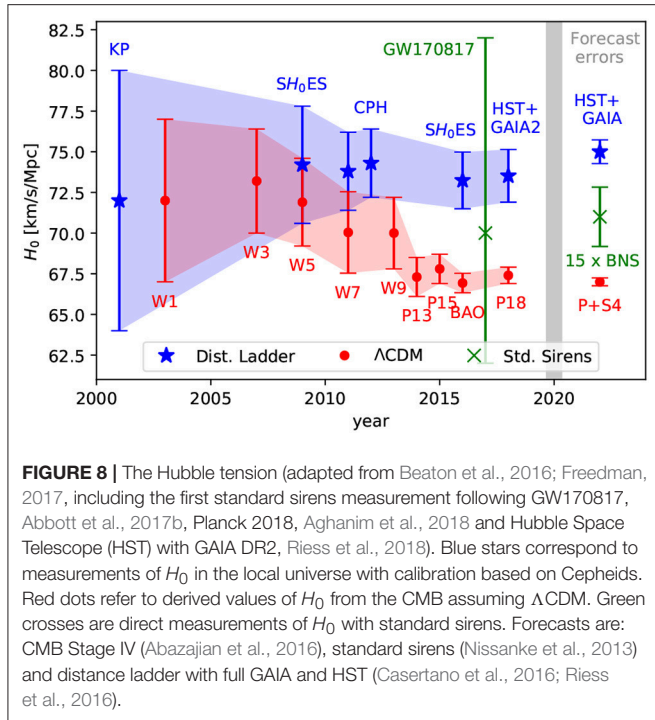 82.5
80.0
77.5
75.0
72.5
70.0
67.5
65.0
62.5
H₀ [km/s/Mpc]
KP
W1
W3
SH₀ES
W5
W7
CPH
W9
P13
P15
SH₀ES
BAO
GW170817
HST+
GAIA2
P18
Forecast
errors
HST+
GAIA
15 x BNS
P+S4
Dist. Ladder
ΛCDM
Std. Sirens
2000
2005
2010
2015
2020
year
FIGURE 8 | The Hubble tension (adapted from Beaton et al., 2016; Freedman,
2017, including the first standard sirens measurement following GW170817,
Abbott et al., 2017b, Planck 2018, Aghanim et al., 2018 and Hubble Space
Telescope (HST) with GAIA DR2, Riess et al., 2018). Blue stars correspond to
measurements of H₀ in the local universe with calibration based on Cepheids.
Red dots refer to derived values of H₀ from the CMB assuming ΛCDM. Green
crosses are direct measurements of H₀ with standard sirens. Forecasts are:
CMB Stage IV (Abazajian et al., 2016), standard sirens (Nissanke et al., 2013)
and distance ladder with full GAIA and HST (Casertano et al., 2016; Riess
et al., 2016).